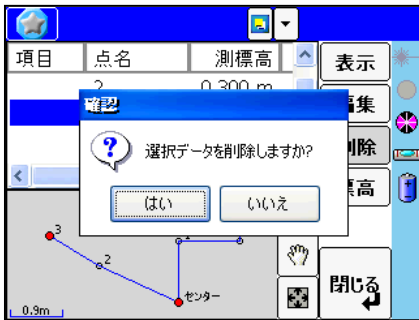 項目 点名 測標高
2 0.300 m
表示
編集
削除
標高
閉じる
確認
選択データを削除しますか?
はい いいえ
3
2
センター
0.9m